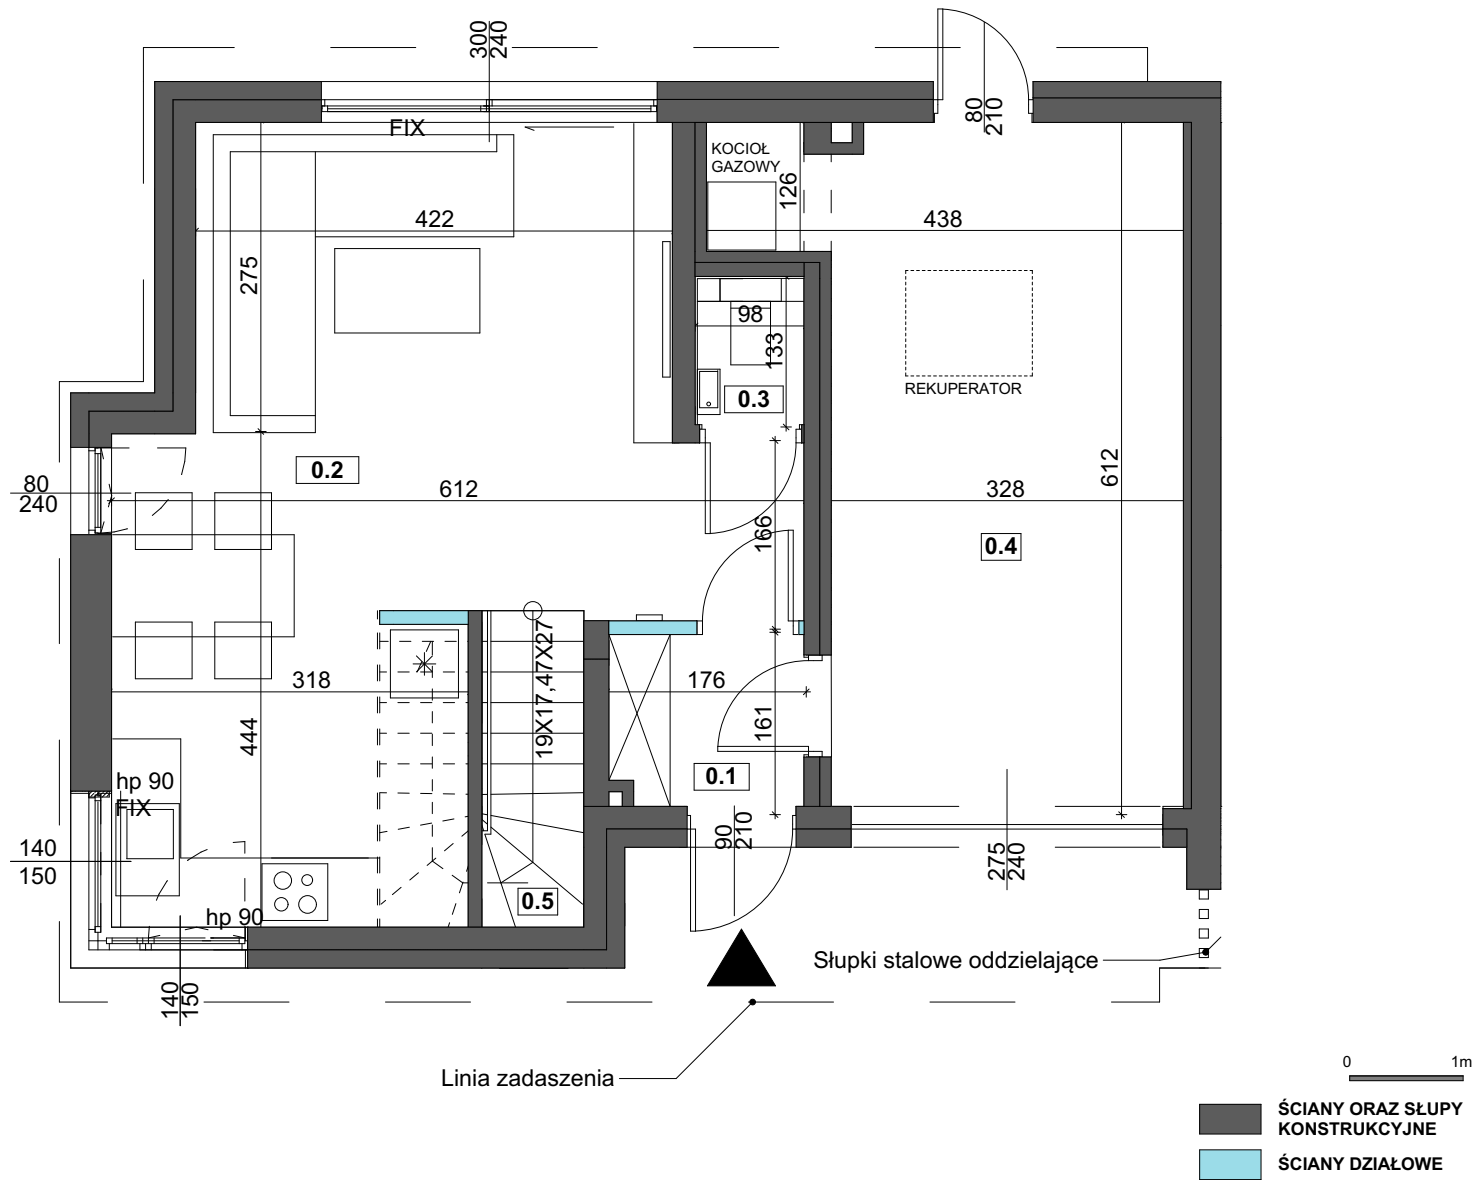 300
240
FIX
80
210
KOCIOŁ
GAZOWY
126
422
438
275
98
133
REKUPERATOR
0.3
0.2
612
80
240
612
328
166
0.4
19X17,47X27
318
176
444
161
0.1
hp 90
FIX
90
210
140
150
275
240
0.5
hp 90
Słupki stalowe oddzielające
140
150
Linia zadaszenia
0 1m
ŚCIANY ORAZ SŁUPY
KONSTRUKCYJNE
ŚCIANY DZIAŁOWE